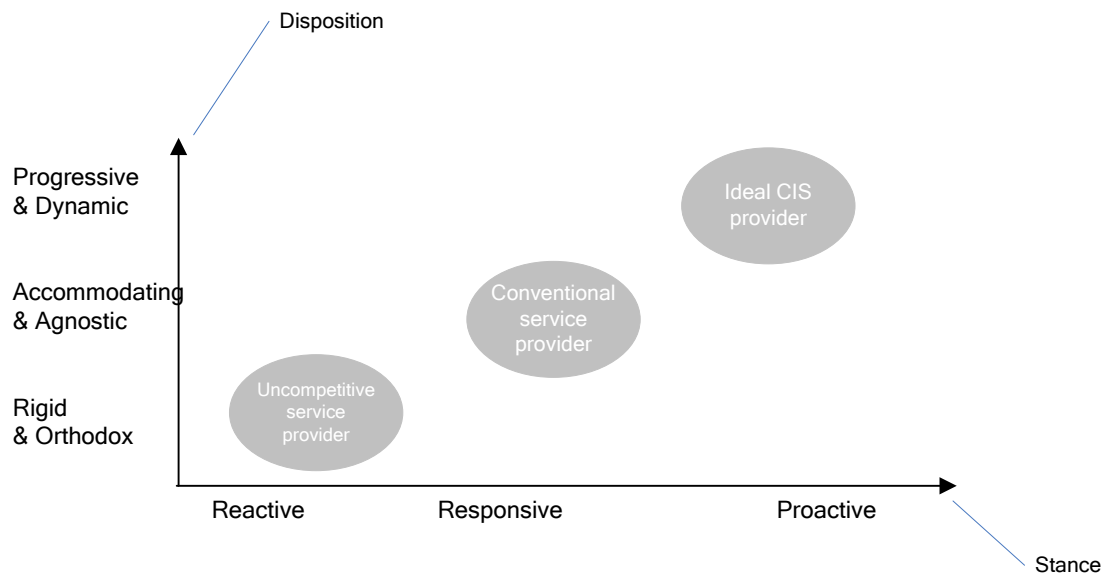 Disposition
Progressive
& Dynamic
Ideal CIS
provider
Accommodating
& Agnostic
Conventional
service
provider
Uncompetitive
service
provider
Rigid
& Orthodox
Reactive
Responsive
Proactive
Stance